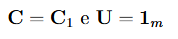 C = C₁ e U = 1ₘ